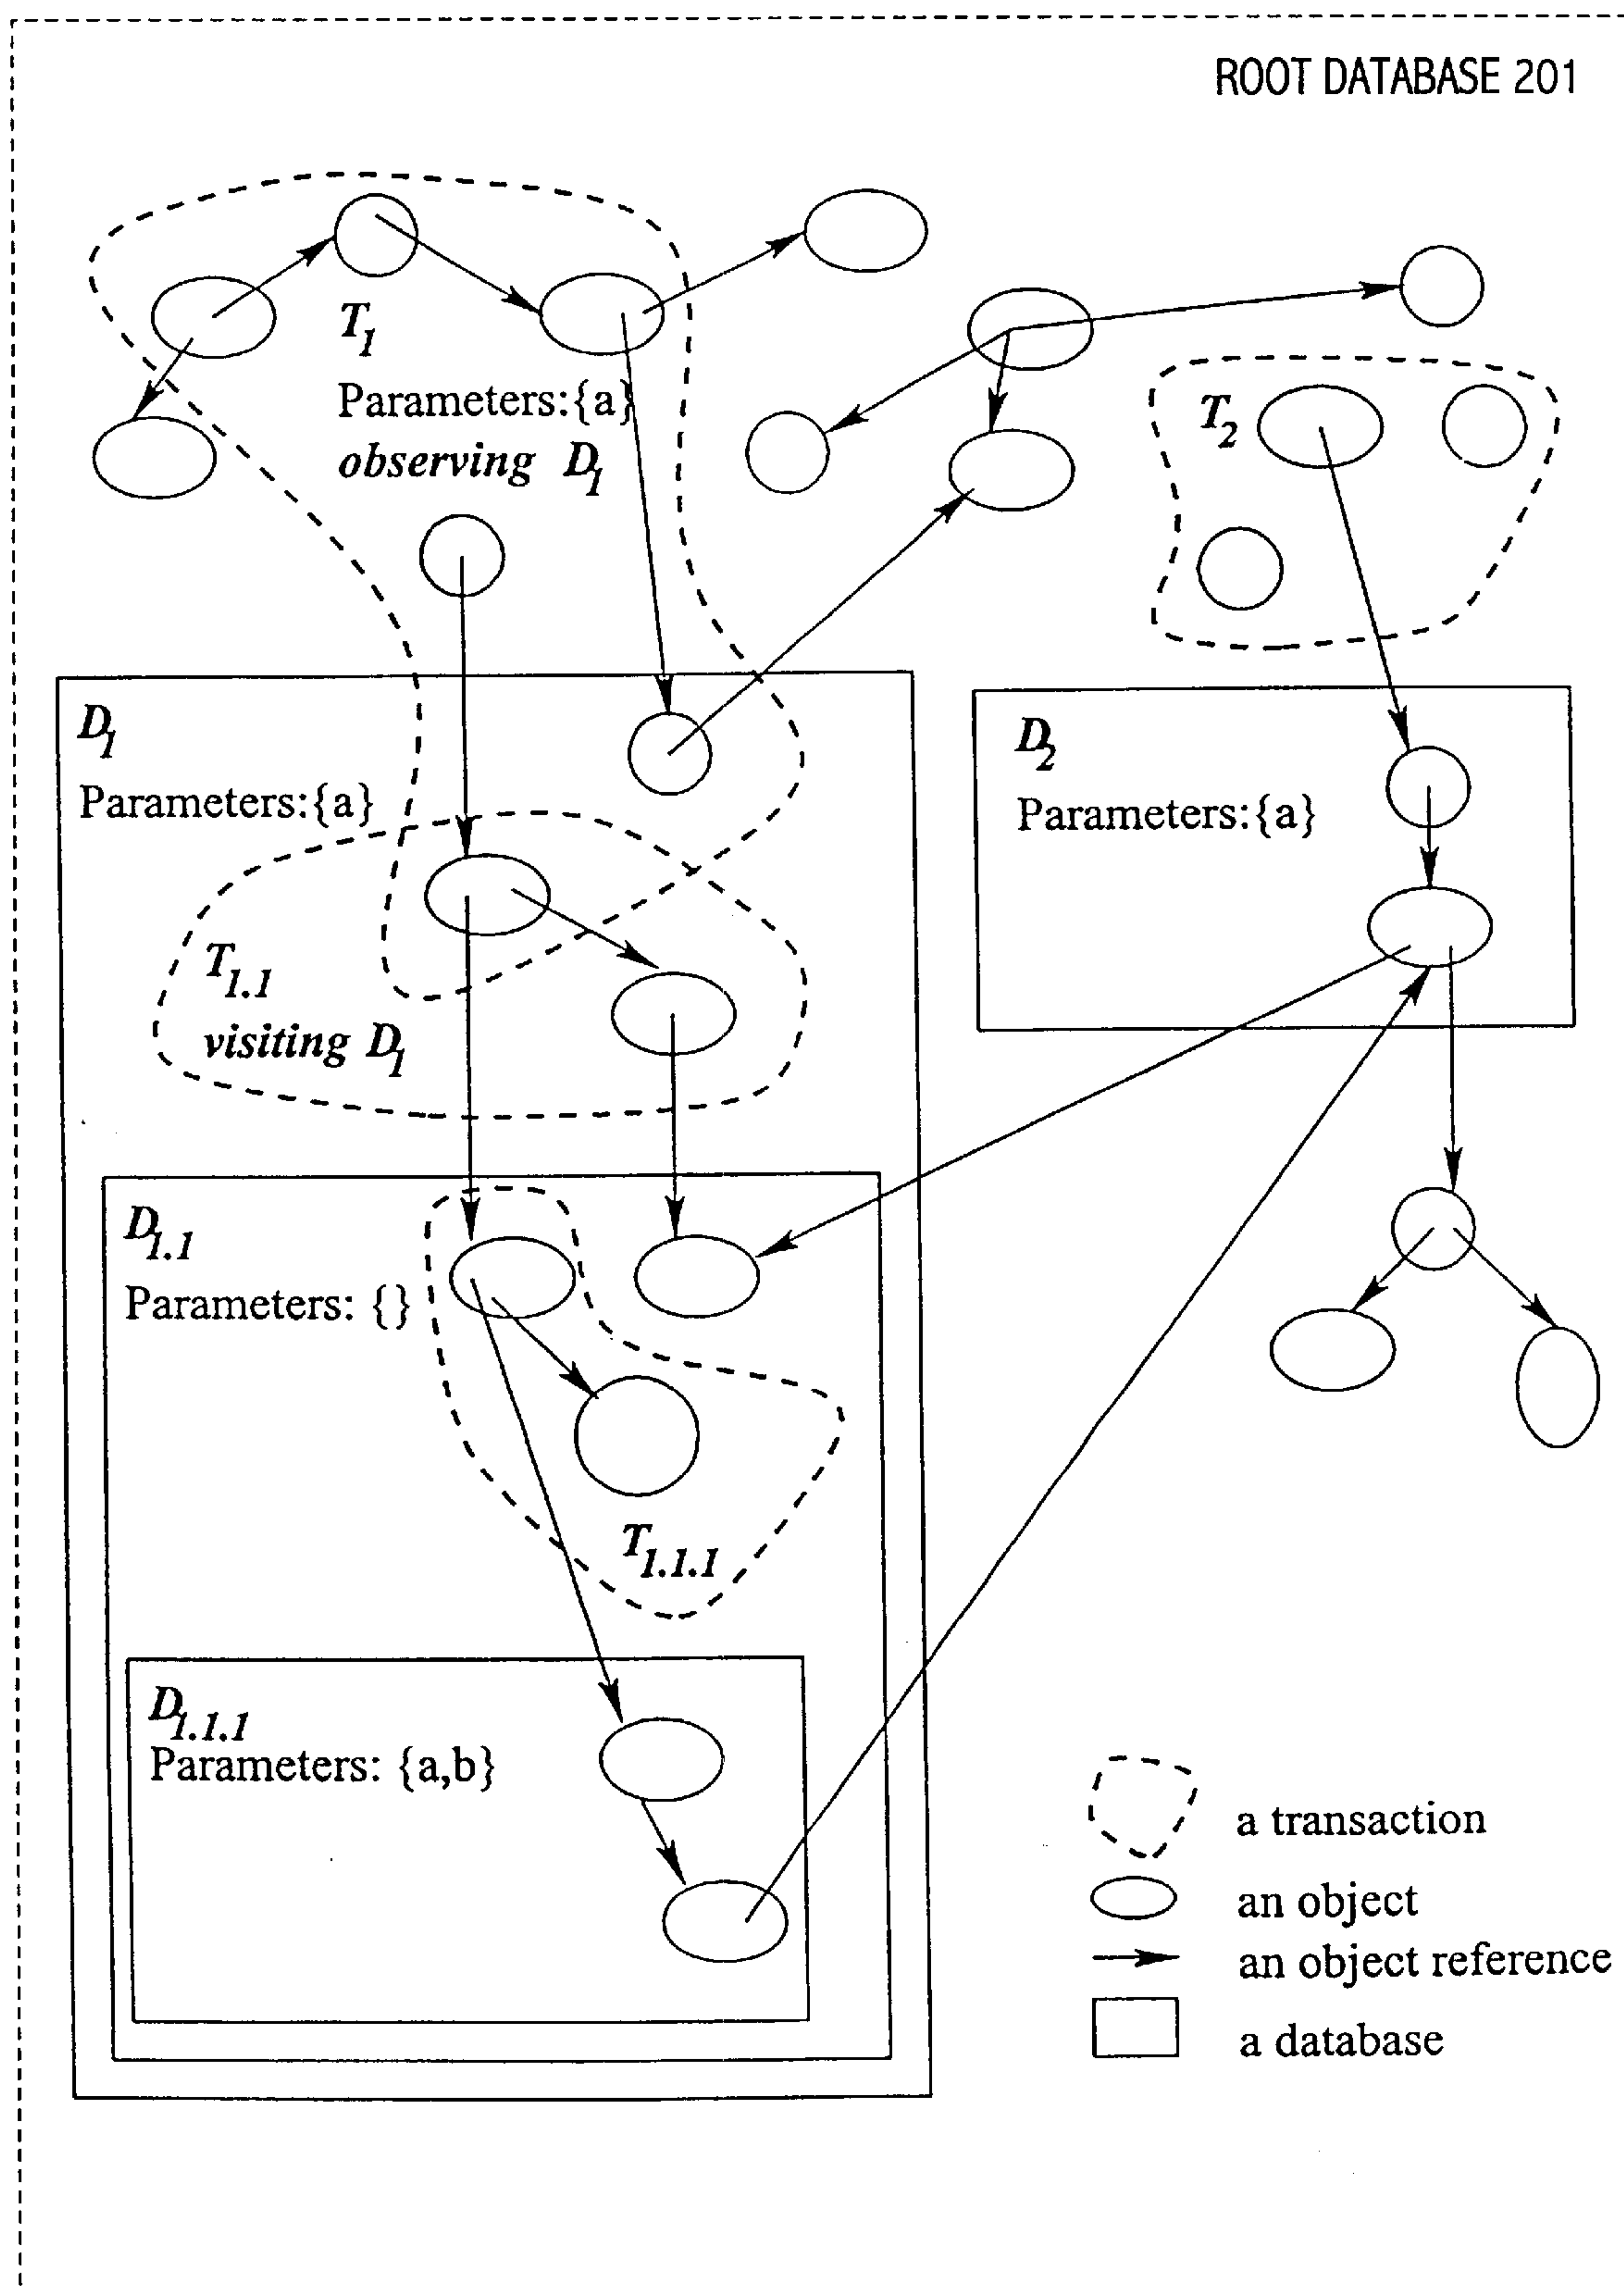 ROOT DATABASE 201
T1
Parameters:{a}
observing D1
T2
D1
Parameters:{a}
D2
Parameters:{a}
T1.1
visiting D1
D1.1
Parameters: {}
T1.1.1
D1.1.1
Parameters: {a,b}
a transaction
an object
an object reference
a database